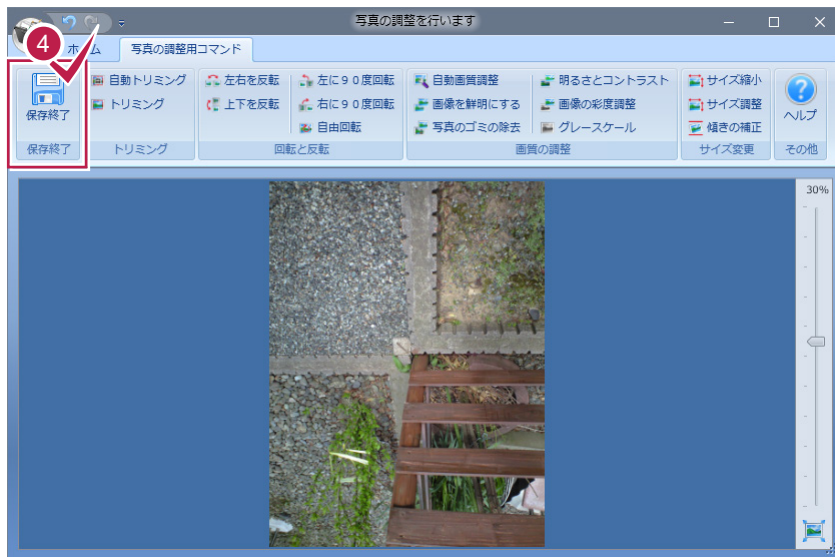 写真の調整を行います
4
ホーム 写真の調整用コマンド
保存終了
自動トリミング
トリミング
左右を反転
上下を反転
左に90度回転
右に90度回転
自由回転
自動画質調整
画像を鮮明にする
写真のゴミの除去
明るさとコントラスト
画像の彩度調整
グレースケール
サイズ縮小
サイズ調整
傾きの補正
ヘルプ
保存終了 トリミング 回転と反転 画質の調整 サイズ変更 その他
30%